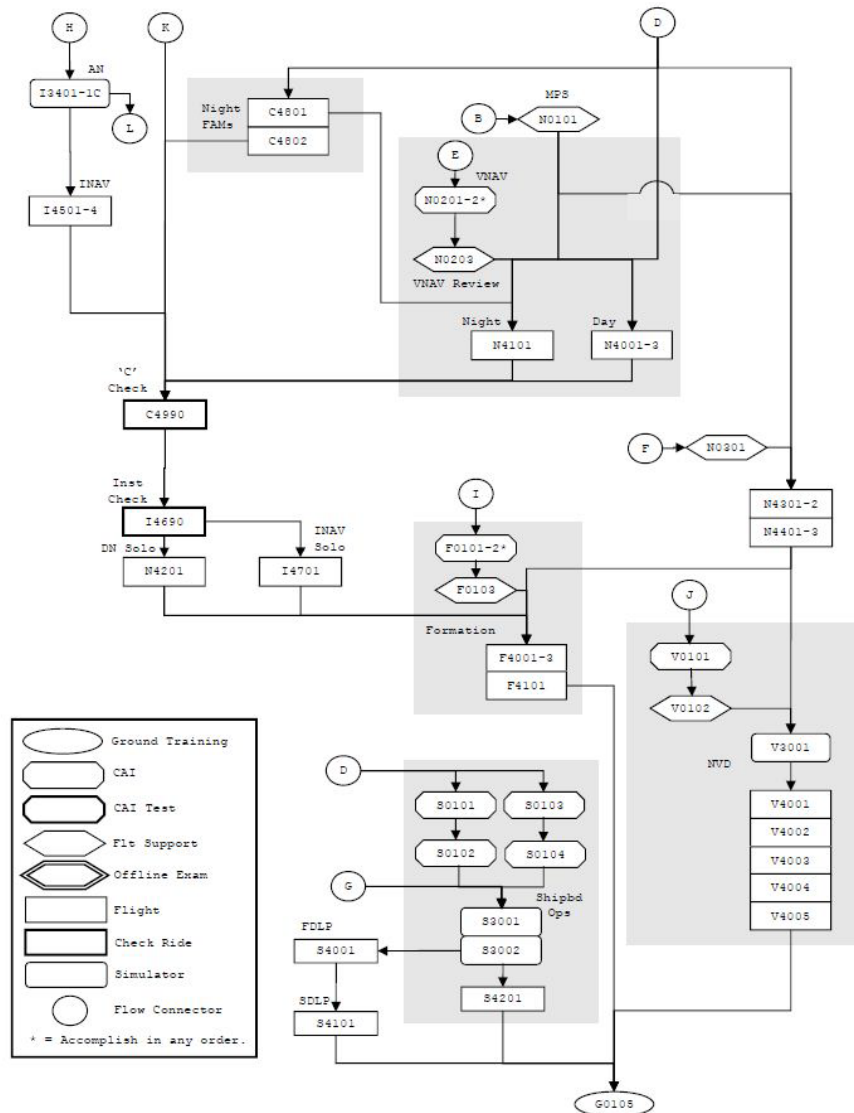 H
K
D
AN
I3401-1C
L
Night
FAMs
C4801
C4802
MPS
B
N0101
E
VNAV
N0201-2*
INAV
I4501-4
N0203
VNAV Review
Night
Day
N4101
N4001-3
'C'
Check
C4990
F
N0301
Inst
Check
I4690
I
N4301-2
N4401-3
DN Solo
INAV
Solo
N4201
I4701
F0101-2*
F0103
J
Formation
F4001-3
F4101
V0101
V0102
V3001
NVD
V4001
V4002
V4003
V4004
V4005
D
S0101
S0103
S0102
S0104
G
Shipbd
Ops
S3001
S3002
FDLP
S4001
S4201
SDLP
S4101
G0105
Ground Training
CAI
CAI Test
Flt Support
Offline Exam
Flight
Check Ride
Simulator
Flow Connector
* = Accomplish in any order.